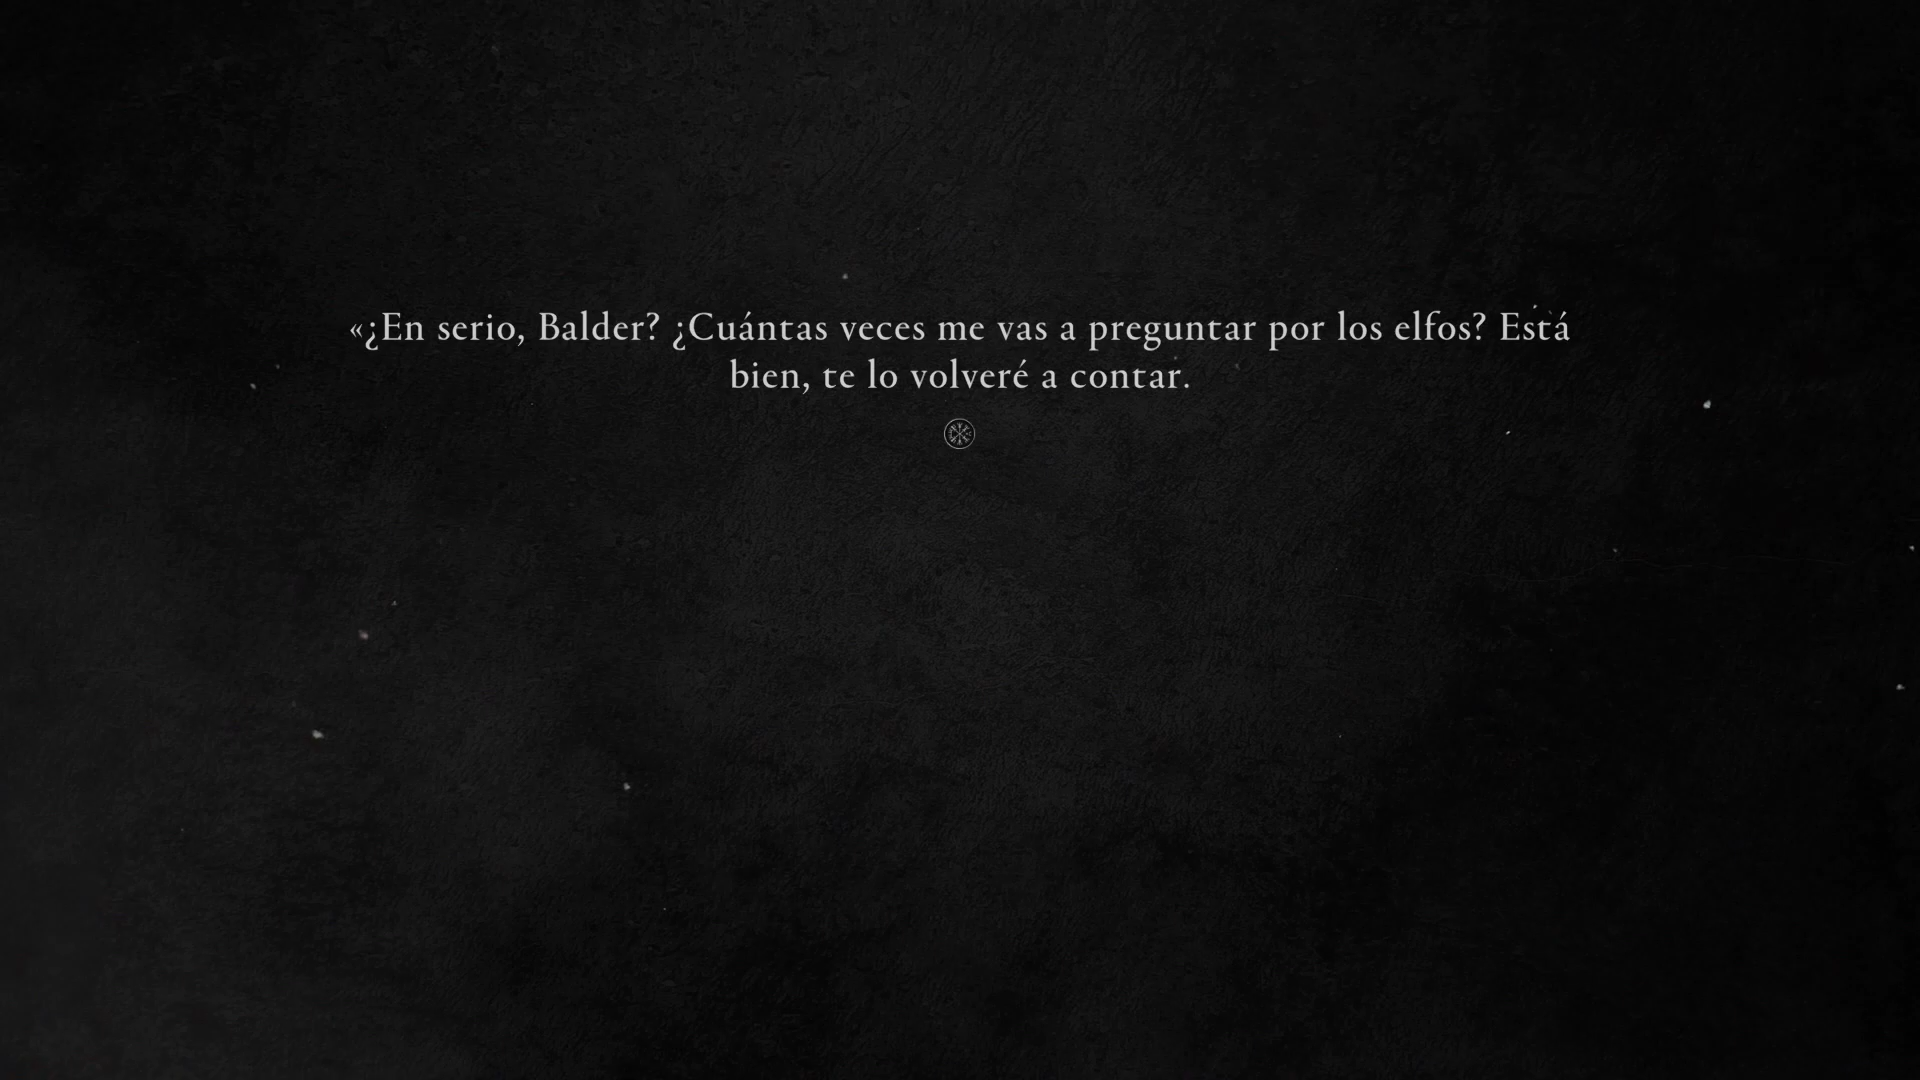 «¿En serio, Balder? ¿Cuántas veces me vas a preguntar por los elfos? Está
bien, te lo volveré a contar.